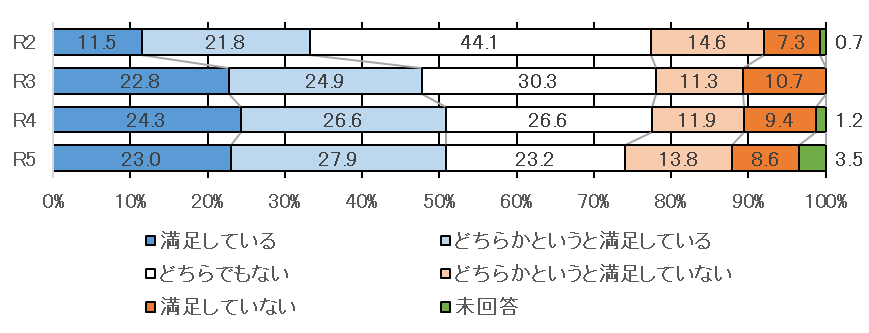 R2 11.5 21.8 44.1 14.6 7.3 0.7
R3 22.8 24.9 30.3 11.3 10.7
R4 24.3 26.6 26.6 11.9 9.4 1.2
R5 23.0 27.9 23.2 13.8 8.6 3.5
0% 10% 20% 30% 40% 50% 60% 70% 80% 90% 100%
満足している どちらかというと満足している
どちらでもない どちらかというと満足していない
満足していない 未回答